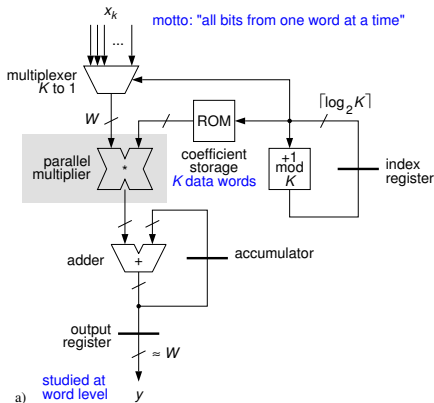 x_k
motto: "all bits from one word at a time"
...
multiplexer
K to 1
W
ROM
⌈log₂K⌉
parallel
multiplier
*
coefficient
storage
K data words
+1
mod
K
index
register
adder
+
accumulator
output
register
≈ W
a)
studied at
word level
y